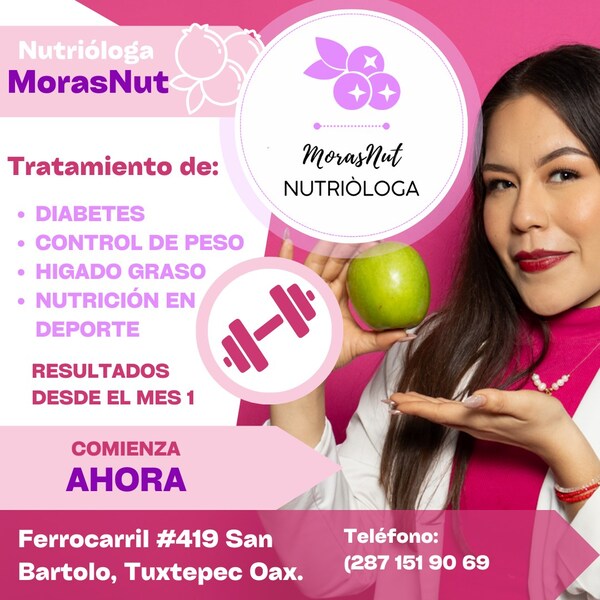 Nutrióloga
MorasNut
MorasNut
NUTRIÒLOGA
Tratamiento de:
• DIABETES
• CONTROL DE PESO
• HIGADO GRASO
• NUTRICIÓN EN
DEPORTE
RESULTADOS
DESDE EL MES 1
COMIENZA
AHORA
Ferrocarril #419 San
Bartolo, Tuxtepec Oax.
Teléfono:
(287 151 90 69